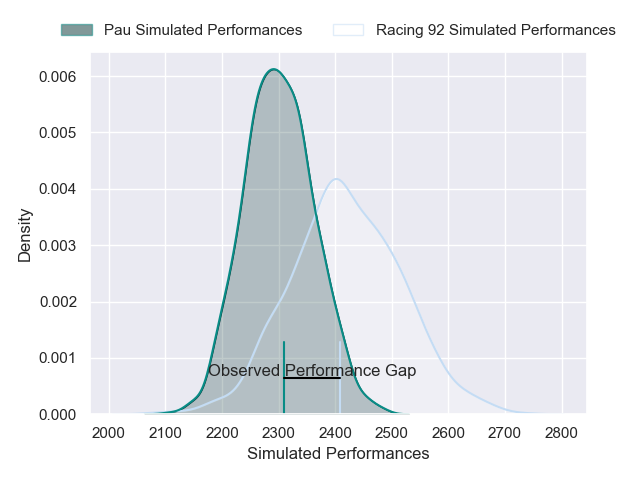 Pau Simulated Performances
Racing 92 Simulated Performances
0.006
0.005
0.004
0.003
0.002
0.001
0.000
Density
Observed Performance Gap
2000 2100 2200 2300 2400 2500 2600 2700 2800
Simulated Performances